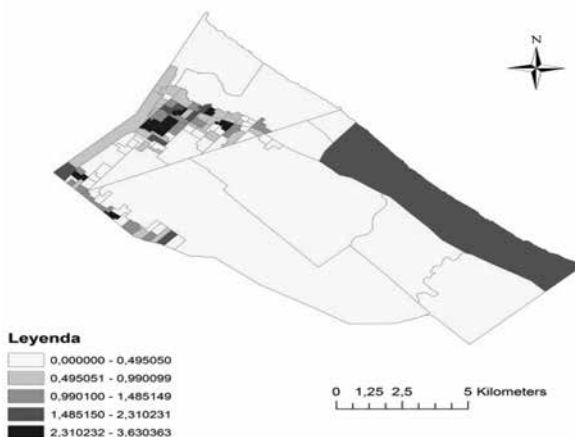 N
Leyenda
0,000000 - 0,495050
0,495051 - 0,990099
0,990100 - 1,485149
1,485150 - 2,310231
2,310232 - 3,630363
0 1,25 2,5 5 Kilometers